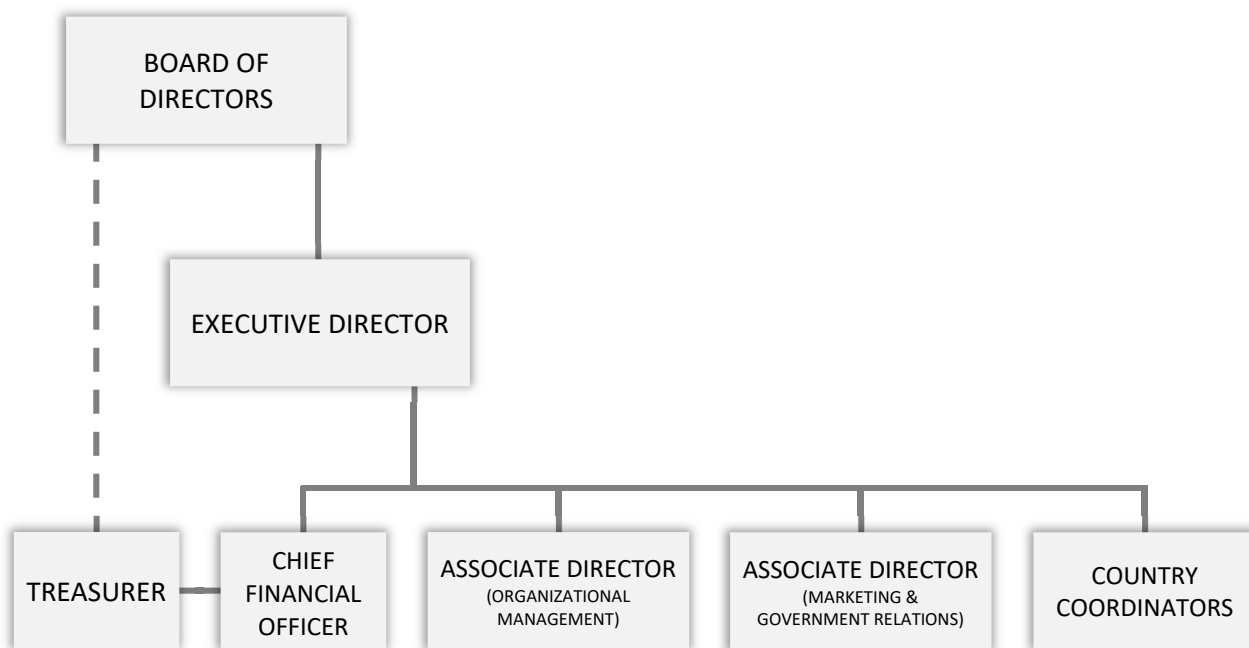 BOARD OF
DIRECTORS
EXECUTIVE DIRECTOR
TREASURER
CHIEF
FINANCIAL
OFFICER
ASSOCIATE DIRECTOR
(ORGANIZATIONAL
MANAGEMENT)
ASSOCIATE DIRECTOR
(MARKETING &
GOVERNMENT RELATIONS)
COUNTRY
COORDINATORS